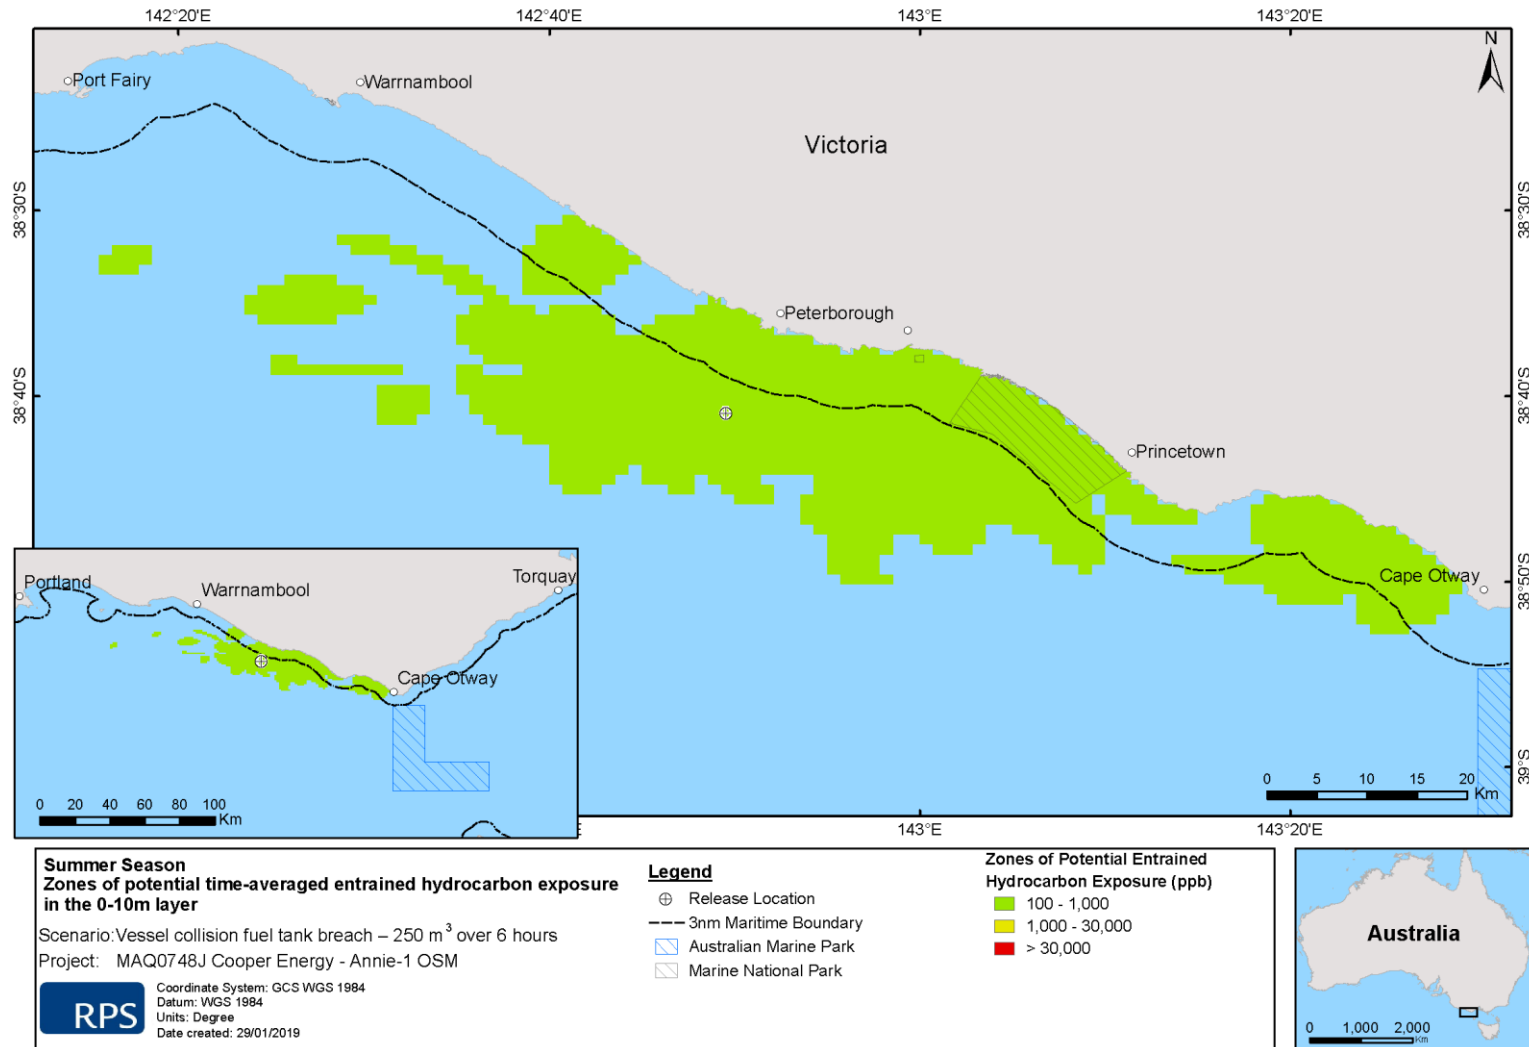 142°20'E 142°40'E 143°E 143°20'E
N
Port Fairy
Warrnambool
Victoria
38°30'S 38°30'S
Peterborough
38°40'S 38°40'S
Princetown
Cape Otway
38°50'S 38°50'S
39°S
Portland
Warrnambool
Torquay
Cape Otway
0 20 40 60 80 100
Km
0 5 10 15 20
Km
143°E 143°20'E
Summer Season
Zones of potential time-averaged entrained hydrocarbon exposure
in the 0-10m layer
Scenario: Vessel collision fuel tank breach – 250 m³ over 6 hours
Project: MAQ0748J Cooper Energy - Annie-1 OSM
RPS
Coordinate System: GCS WGS 1984
Datum: WGS 1984
Units: Degree
Date created: 29/01/2019
Legend
Release Location
3nm Maritime Boundary
Australian Marine Park
Marine National Park
Zones of Potential Entrained
Hydrocarbon Exposure (ppb)
100 - 1,000
1,000 - 30,000
> 30,000
Australia
0 1,000 2,000
Km